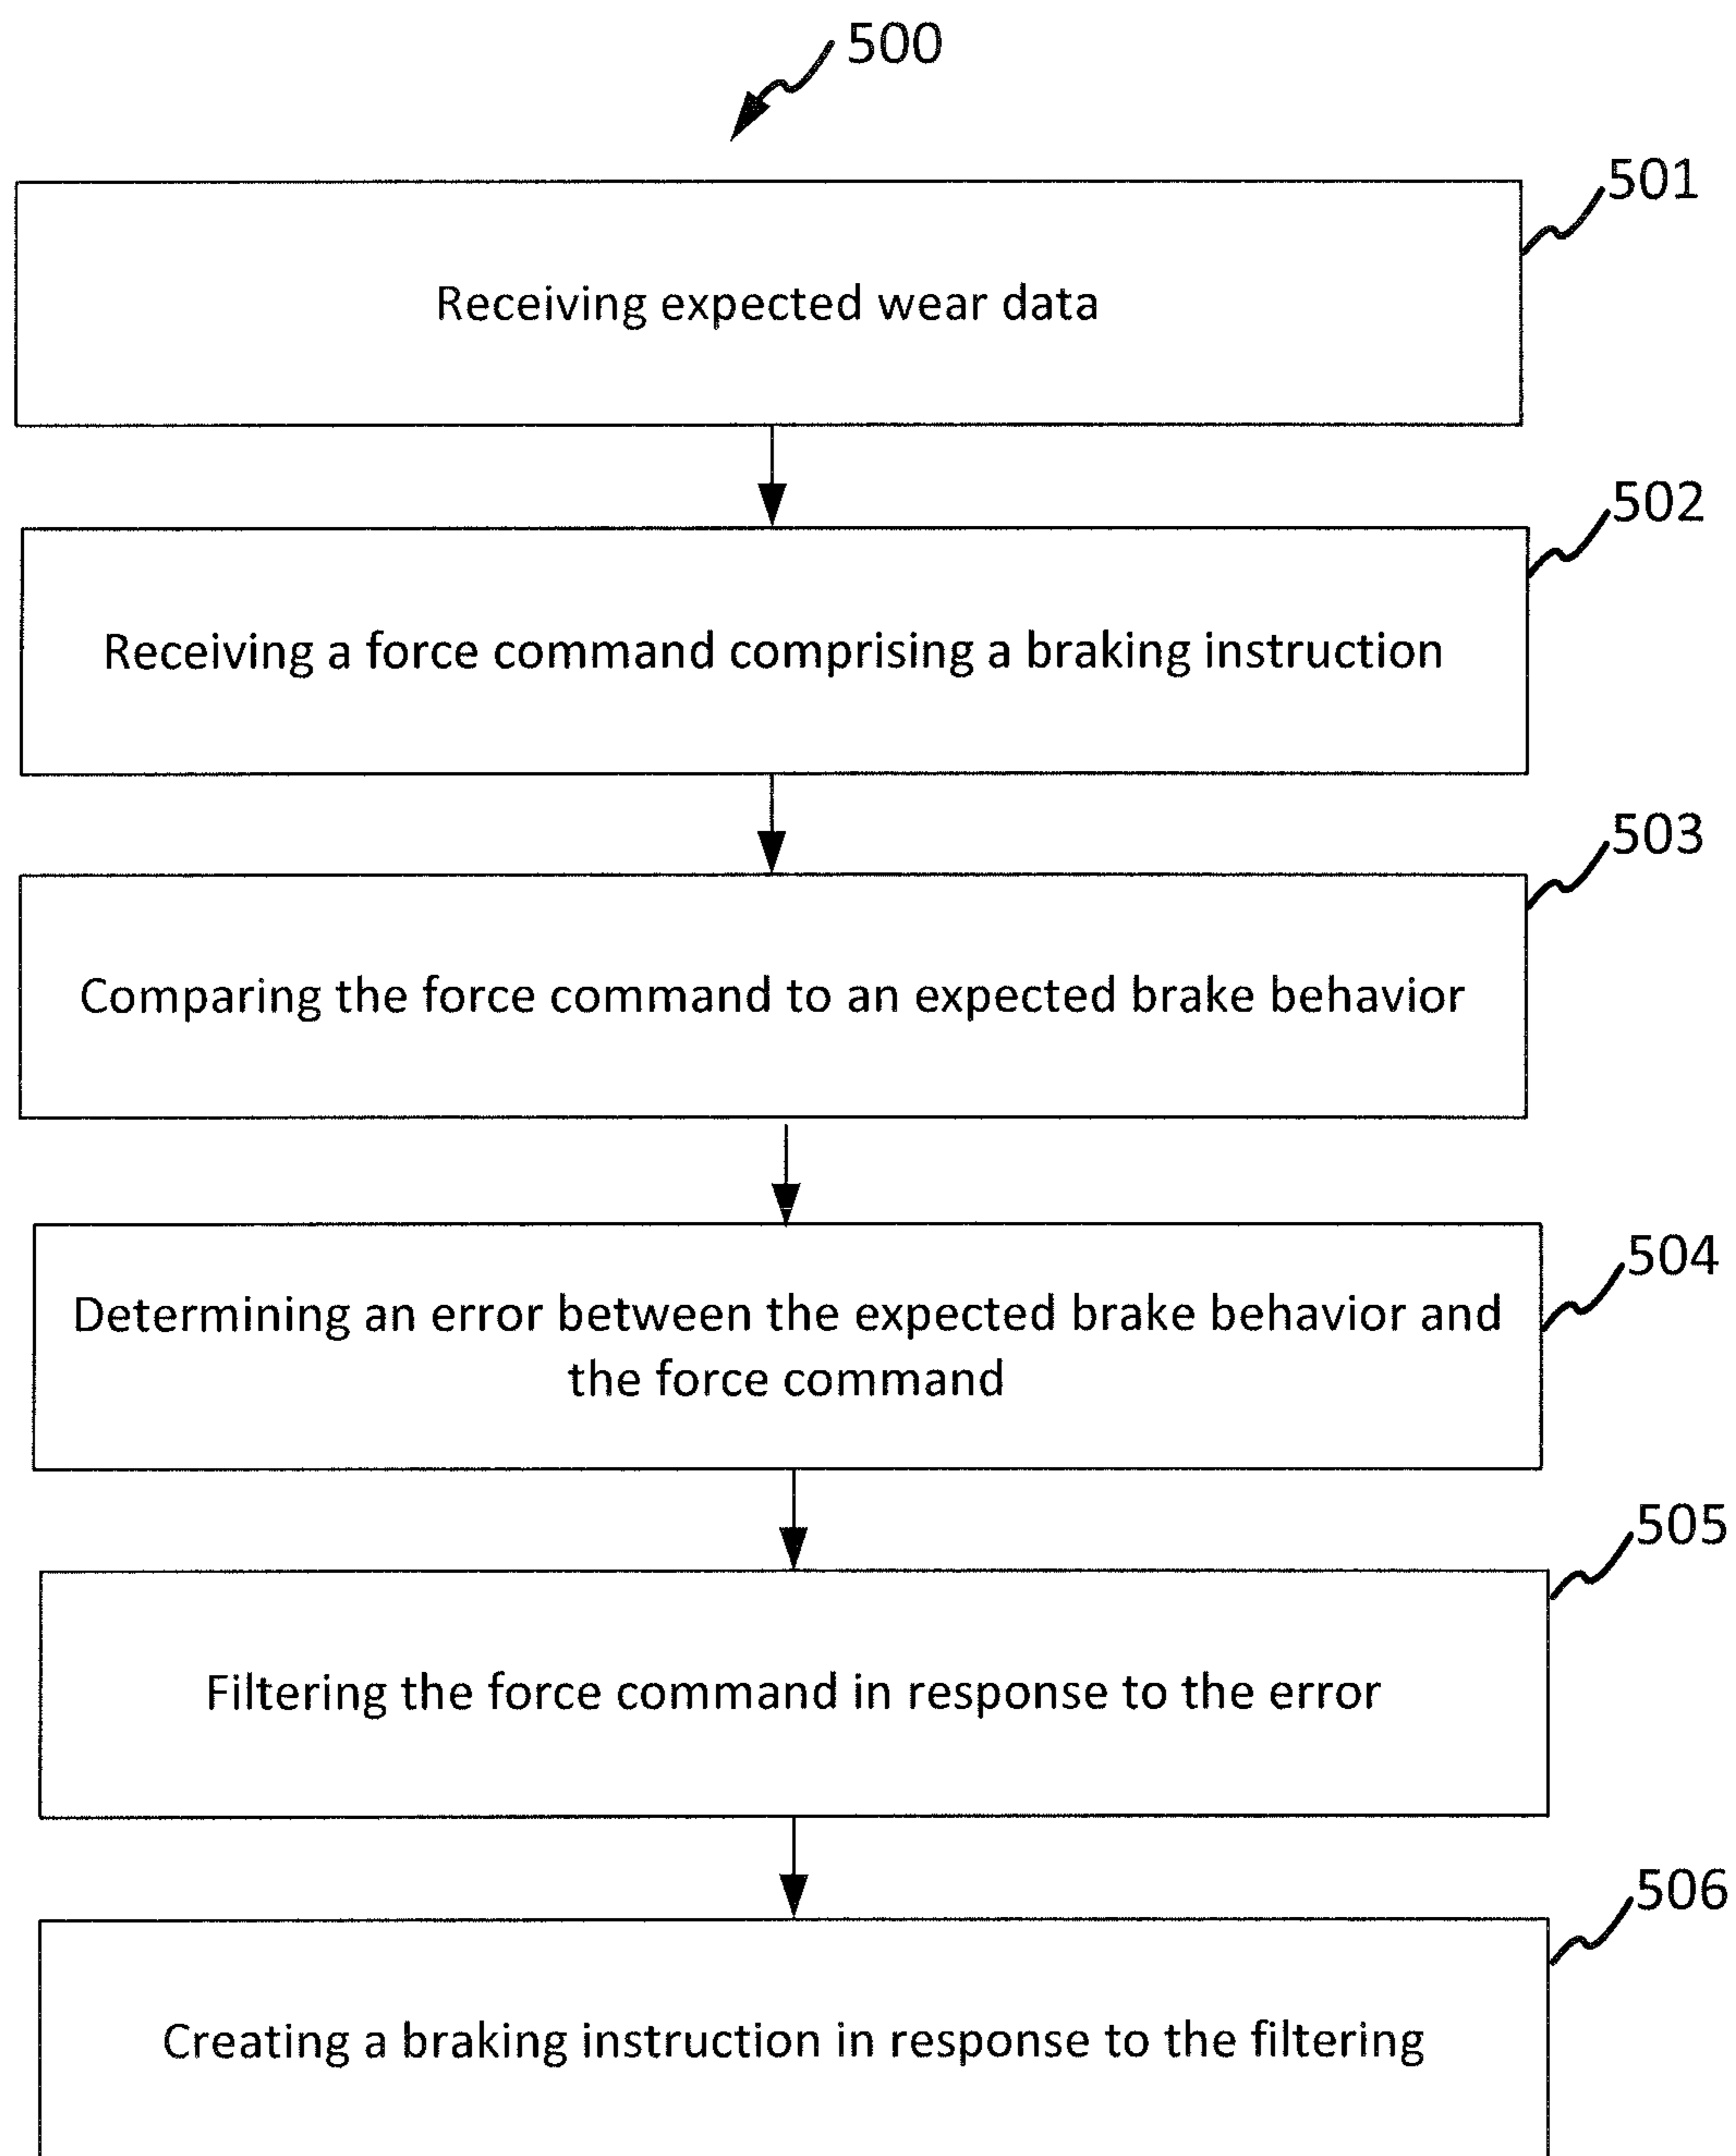 500
501
Receiving expected wear data
502
Receiving a force command comprising a braking instruction
503
Comparing the force command to an expected brake behavior
504
Determining an error between the expected brake behavior and
the force command
505
Filtering the force command in response to the error
506
Creating a braking instruction in response to the filtering